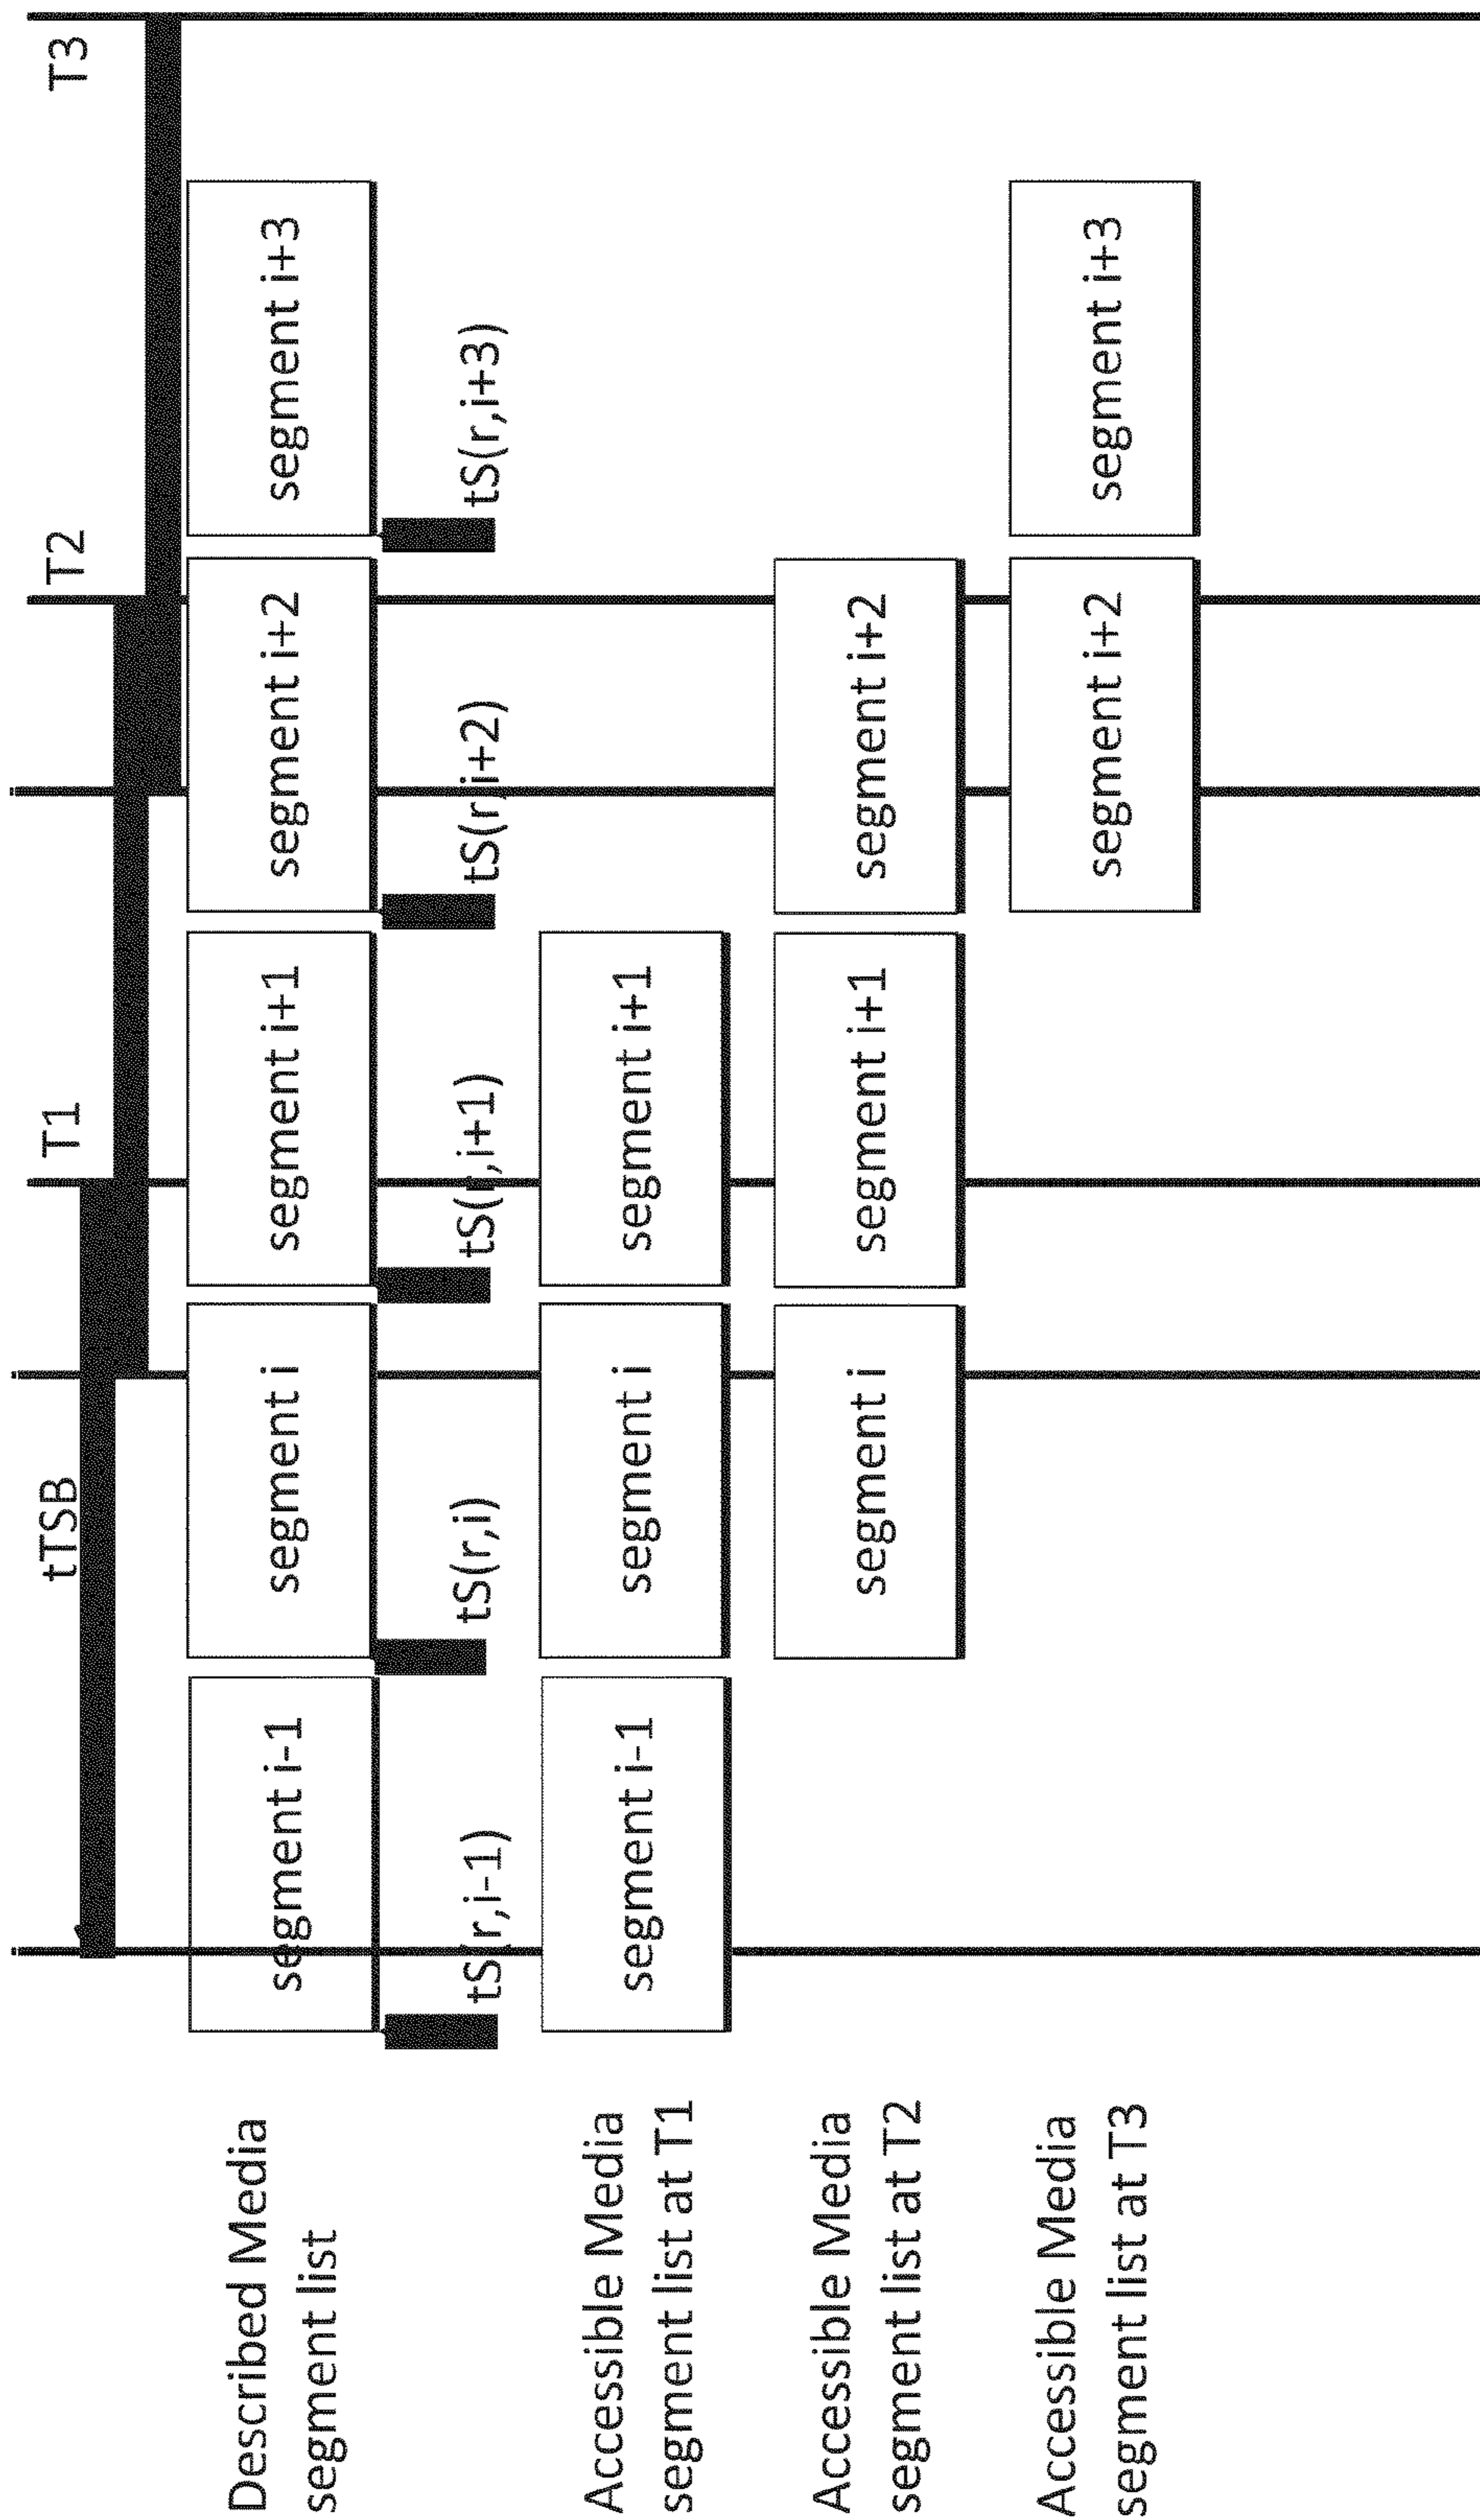 tTSB
T1
T2
T3
Described Media
segment list
segment i-1
segment i
segment i+1
segment i+2
segment i+3
tS(r,i-1)
tS(r,i)
tS(r,i+1)
tS(r,i+2)
tS(r,i+3)
Accessible Media
segment list at T1
segment i-1
segment i
segment i+1
Accessible Media
segment list at T2
segment i
segment i+1
segment i+2
Accessible Media
segment list at T3
segment i+2
segment i+3